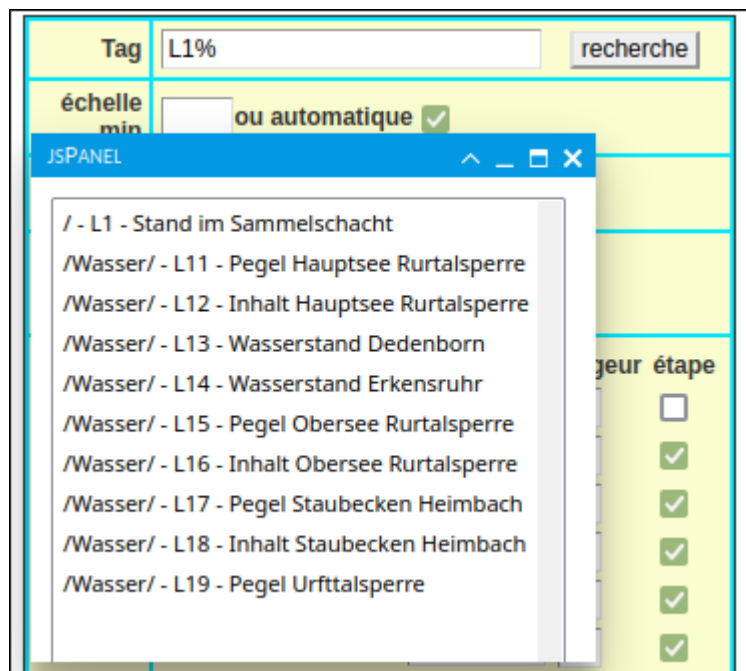 Tag L1% recherche
échelle
min ou automatique
JSPANEL
/ - L1 - Stand im Sammelschacht
/Wasser/ - L11 - Pegel Hauptsee Rurtalsperre
/Wasser/ - L12 - Inhalt Hauptsee Rurtalsperre
/Wasser/ - L13 - Wasserstand Dedenborn
/Wasser/ - L14 - Wasserstand Erkensruhr
/Wasser/ - L15 - Pegel Obersee Rurtalsperre
/Wasser/ - L16 - Inhalt Obersee Rurtalsperre
/Wasser/ - L17 - Pegel Staubecken Heimbach
/Wasser/ - L18 - Inhalt Staubecken Heimbach
/Wasser/ - L19 - Pegel Urfttalsperre
étape